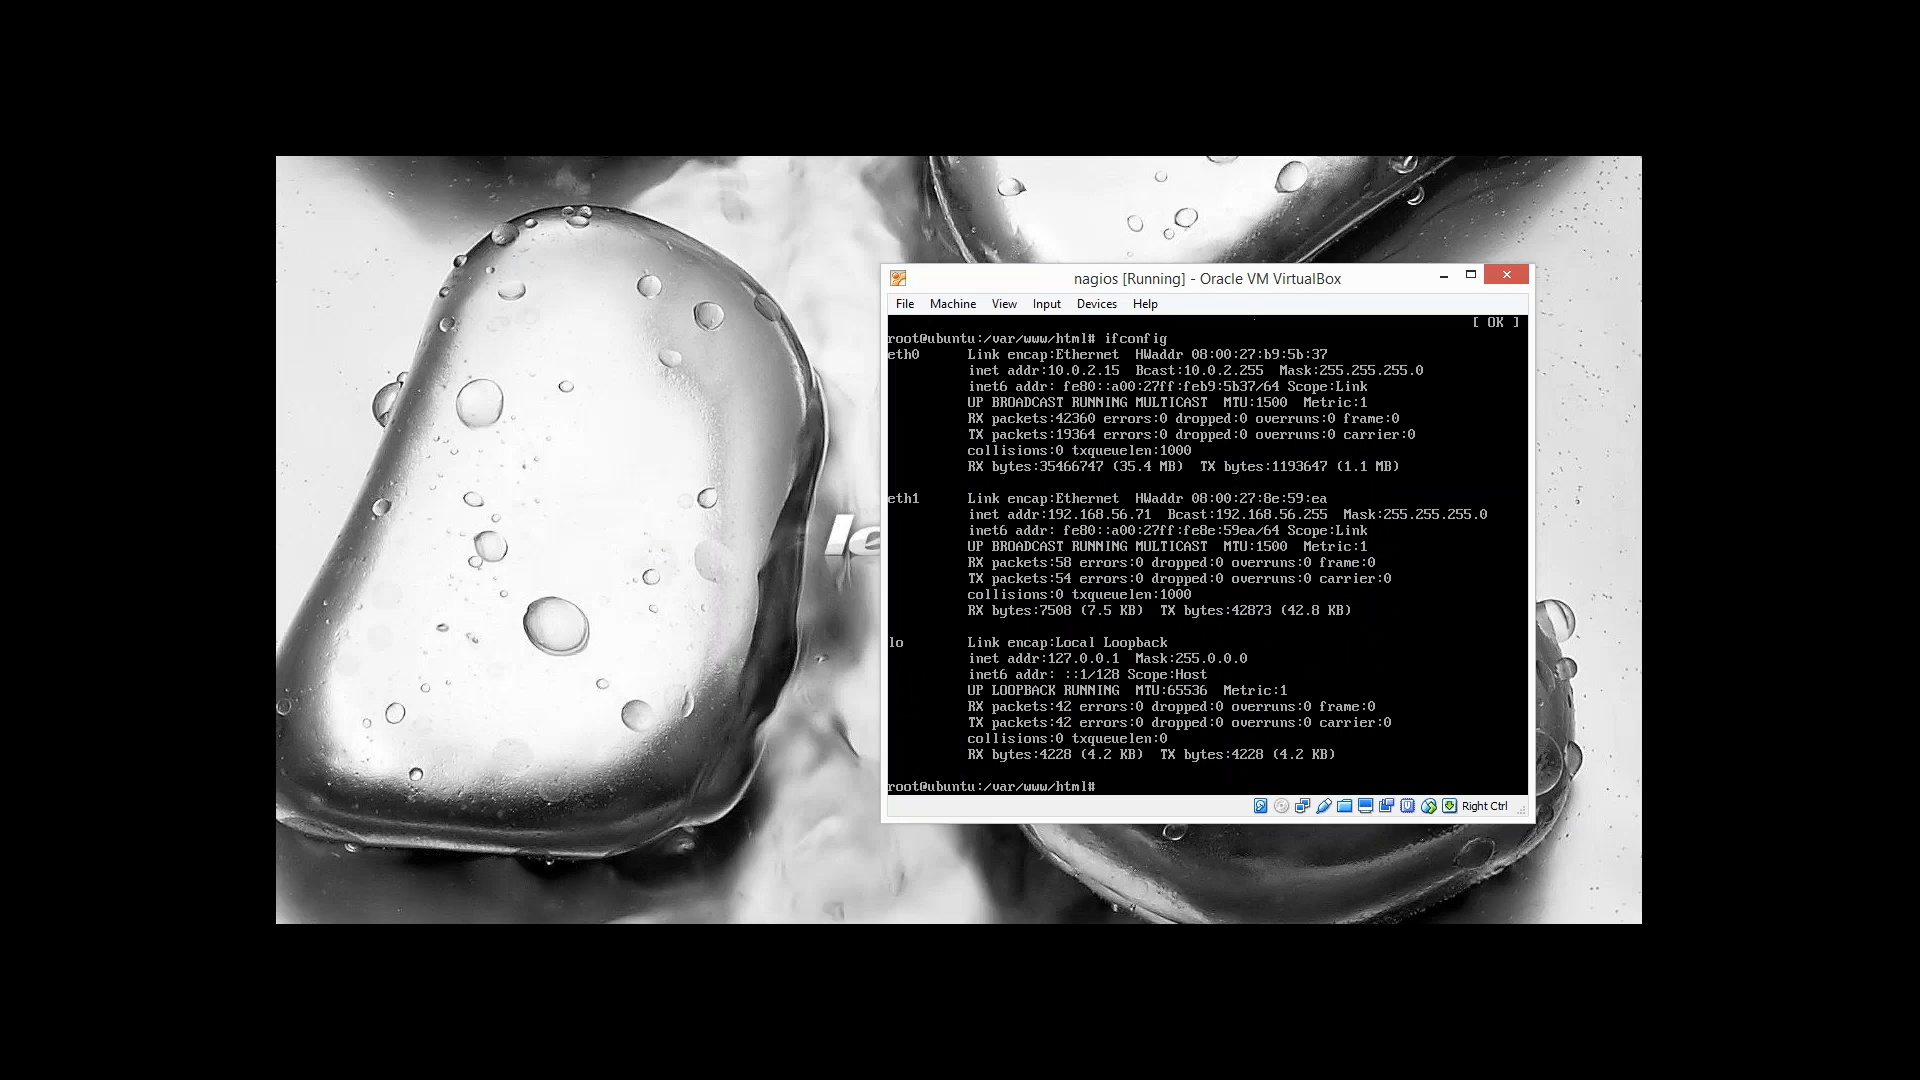 nagios [Running] - Oracle VM VirtualBox
File Machine View Input Devices Help
[ OK ]
root@ubuntu:/var/www/html# ifconfig
eth0 Link encap:Ethernet HWaddr 08:00:27:b9:5b:37
inet addr:10.0.2.15 Bcast:10.0.2.255 Mask:255.255.255.0
inet6 addr: fe80::a00:27ff:feb9:5b37/64 Scope:Link
UP BROADCAST RUNNING MULTICAST MTU:1500 Metric:1
RX packets:42360 errors:0 dropped:0 overruns:0 frame:0
TX packets:19364 errors:0 dropped:0 overruns:0 carrier:0
collisions:0 txqueuelen:1000
RX bytes:35466747 (35.4 MB) TX bytes:1193647 (1.1 MB)
eth1 Link encap:Ethernet HWaddr 08:00:27:8e:59:ea
inet addr:192.168.56.71 Bcast:192.168.56.255 Mask:255.255.255.0
inet6 addr: fe80::a00:27ff:fe8e:59ea/64 Scope:Link
UP BROADCAST RUNNING MULTICAST MTU:1500 Metric:1
RX packets:58 errors:0 dropped:0 overruns:0 frame:0
TX packets:54 errors:0 dropped:0 overruns:0 carrier:0
collisions:0 txqueuelen:1000
RX bytes:7508 (7.5 KB) TX bytes:42873 (42.8 KB)
lo Link encap:Local Loopback
inet addr:127.0.0.1 Mask:255.0.0.0
inet6 addr: ::1/128 Scope:Host
UP LOOPBACK RUNNING MTU:65536 Metric:1
RX packets:42 errors:0 dropped:0 overruns:0 frame:0
TX packets:42 errors:0 dropped:0 overruns:0 carrier:0
collisions:0 txqueuelen:0
RX bytes:4228 (4.2 KB) TX bytes:4228 (4.2 KB)
root@ubuntu:/var/www/html#
Right Ctrl